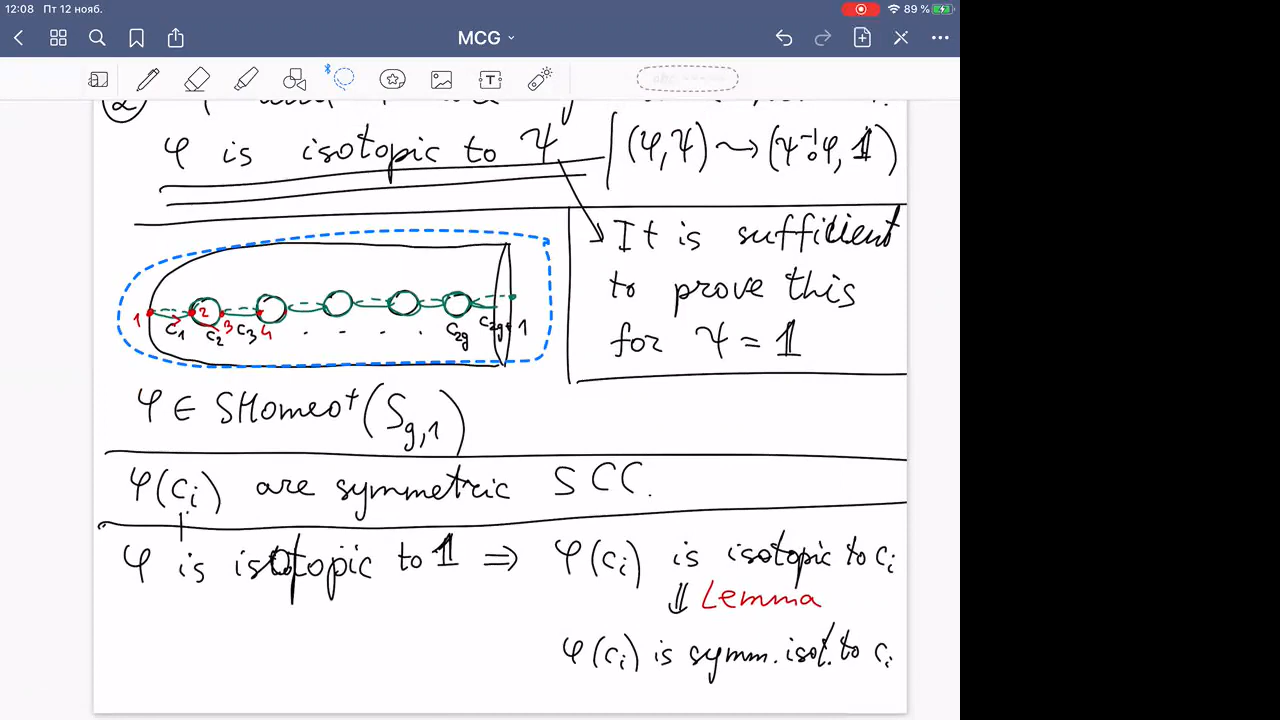 12:08 Пт 12 нояб. 89 %
MCG
φ is isotopic to Ψ | (φ, Ψ) ⇝ (Ψ⁻¹∘φ, 𝟙)
It is sufficient
to prove this
for Ψ = 𝟙
1 2 3 4
c₁ c₂ c₃ . . . . c₂g c₂g+1
φ ∈ SHomeo⁺(S_g,1)
φ(cᵢ) are symmetric SCC.
φ is isotopic to 𝟙 ⇒ φ(cᵢ) is isotopic to cᵢ
⇓ Lemma
φ(cᵢ) is symm. isot. to cᵢ